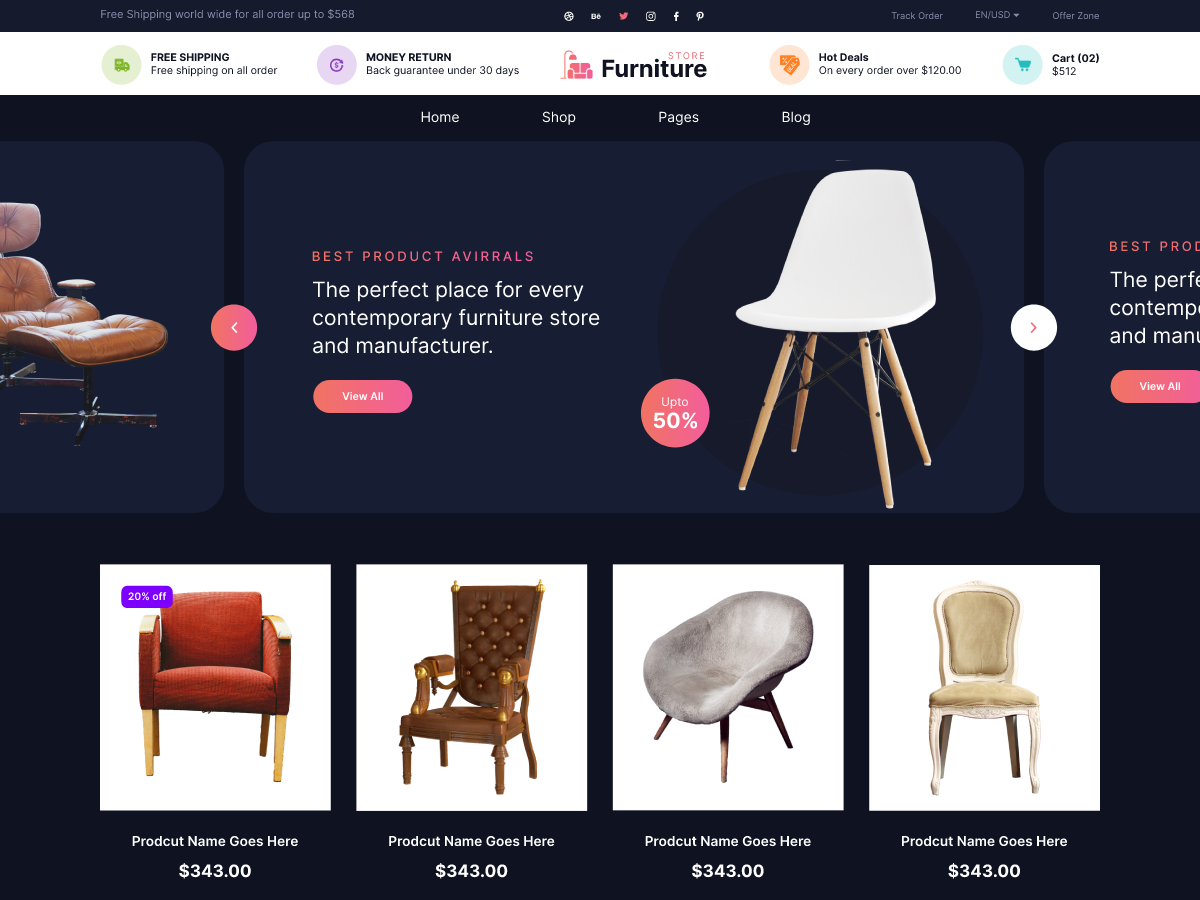 Free Shipping world wide for all order up to $568
Bē
Track Order
EN/USD
Offer Zone
FREE SHIPPING
Free shipping on all order
MONEY RETURN
Back guarantee under 30 days
STORE
Furniture
Hot Deals
On every order over $120.00
Cart (02)
$512
Home
Shop
Pages
Blog
BEST PRODUCT AVIRRALS
The perfect place for every
contemporary furniture store
and manufacturer.
View All
Upto
50%
BEST PROD
The perfe
contempo
and manu
View All
20% off
Prodcut Name Goes Here
$343.00
Prodcut Name Goes Here
$343.00
Prodcut Name Goes Here
$343.00
Prodcut Name Goes Here
$343.00